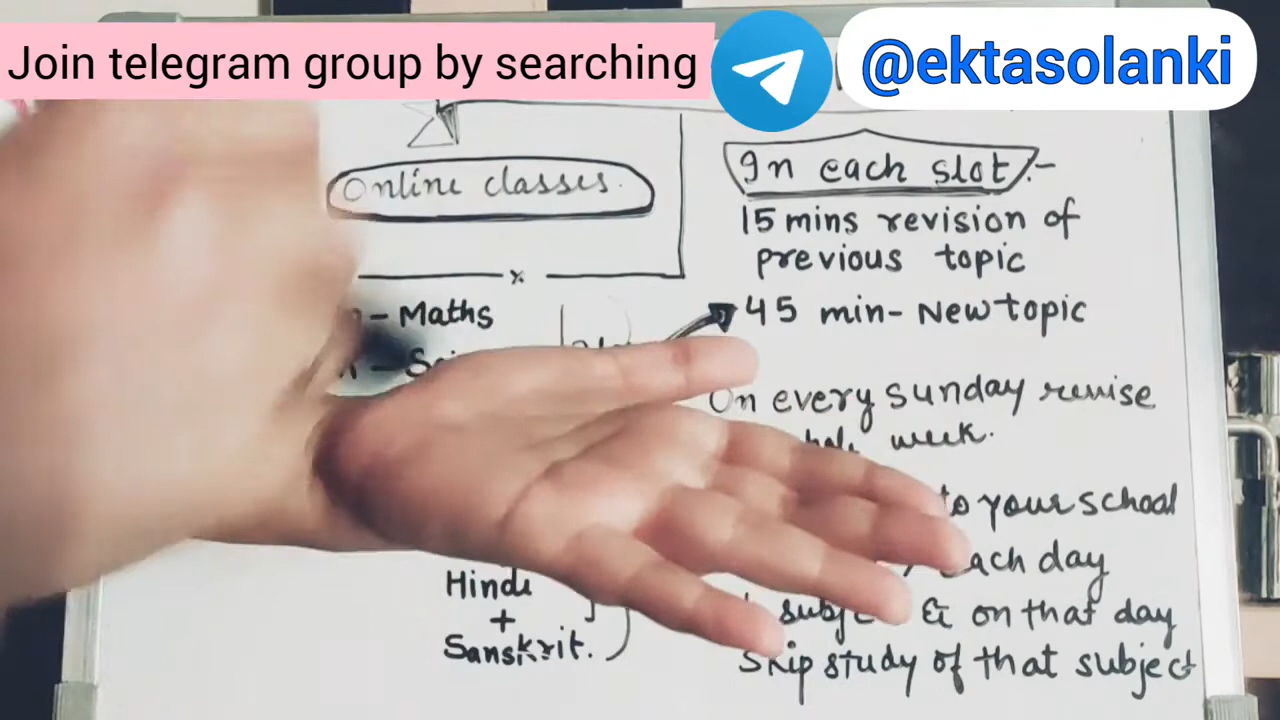 Join telegram group by searching @ektasolanki
Online classes.
- Maths
In each slot:-
15 mins revision of
previous topic
45 min- New topic
On every sunday revise
week.
to your school
each day
& on that day
skip study of that subject
Hindi
+
Sanskrit.